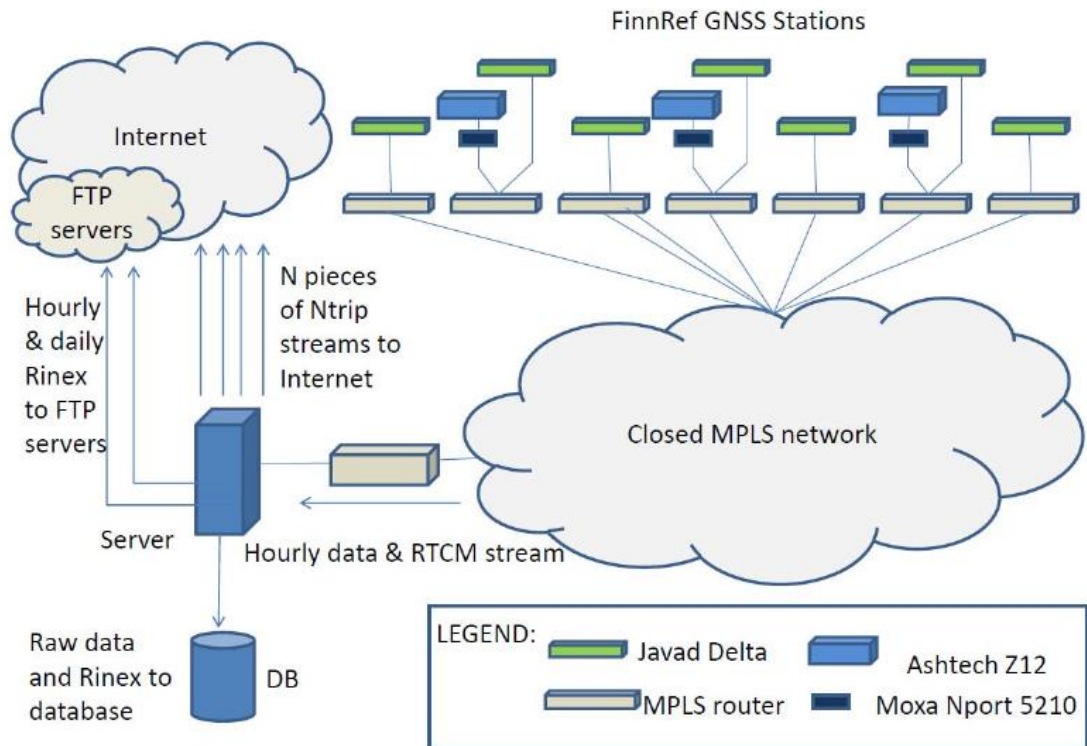 FinnRef GNSS Stations
Internet
FTP
servers
N pieces
of Ntrip
streams to
Internet
Hourly
& daily
Rinex
to FTP
servers
Closed MPLS network
Server
Hourly data & RTCM stream
Raw data
and Rinex to
database
DB
LEGEND:
Javad Delta
Ashtech Z12
MPLS router
Moxa Nport 5210